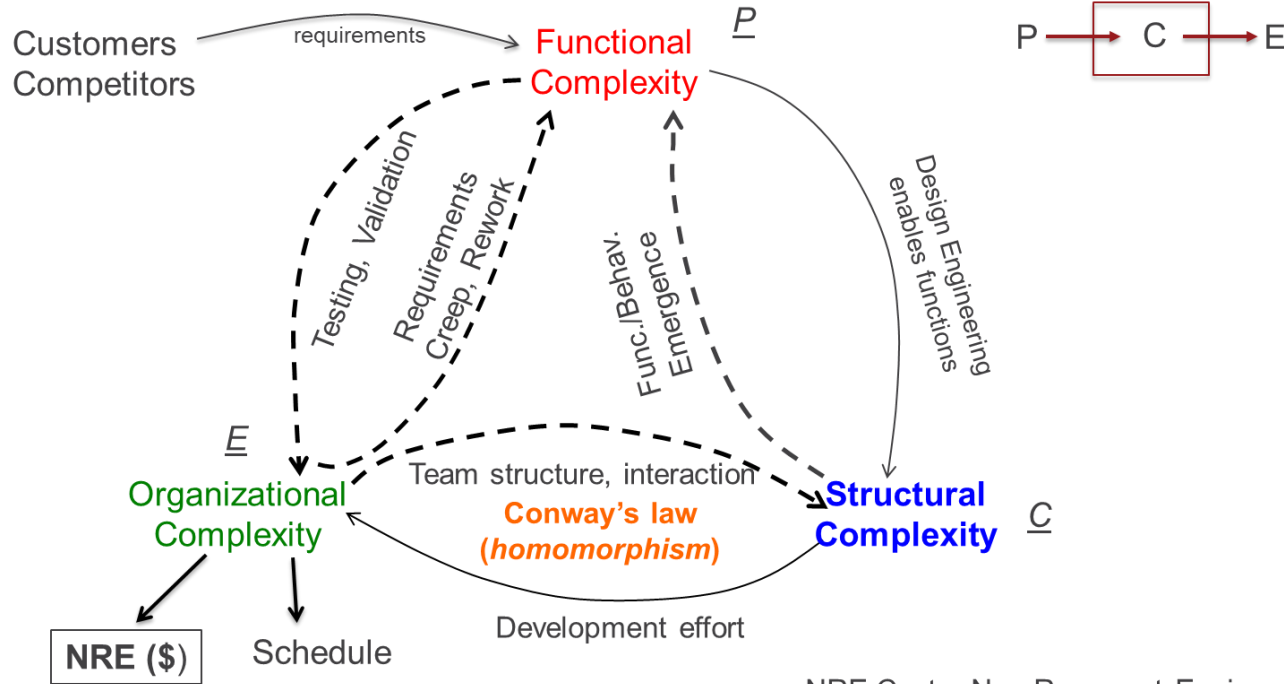 Customers
Competitors
requirements
Functional
Complexity
P
P
C
E
Testing, Validation
Requirements
Creep, Rework
Func./Behav.
Emergence
Design Engineering
enables functions
E
Organizational
Complexity
Team structure, interaction
Conway's law
(homomorphism)
Structural
Complexity
C
Development effort
NRE ($)
Schedule